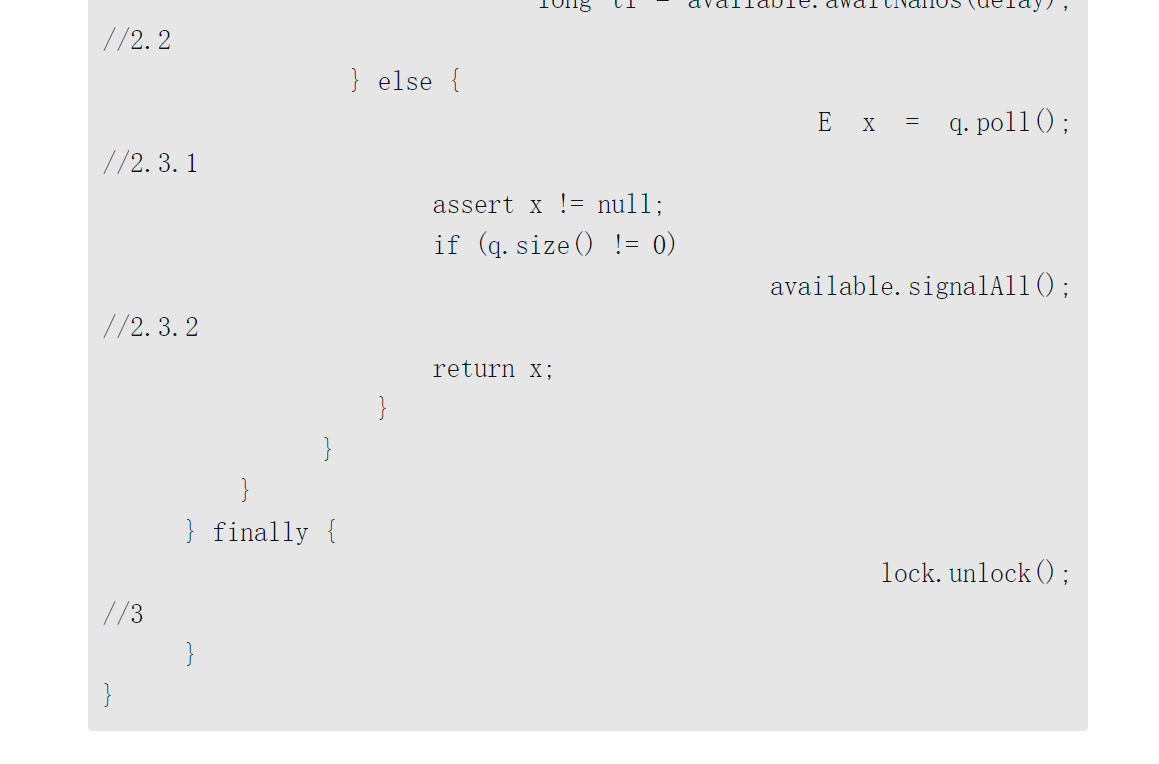 long tl = available.awaitNanos(delay);
//2.2
} else {
E x = q.poll();
//2.3.1
assert x != null;
if (q.size() != 0)
available.signalAll();
//2.3.2
return x;
}
}
}
} finally {
lock.unlock();
//3
}
}